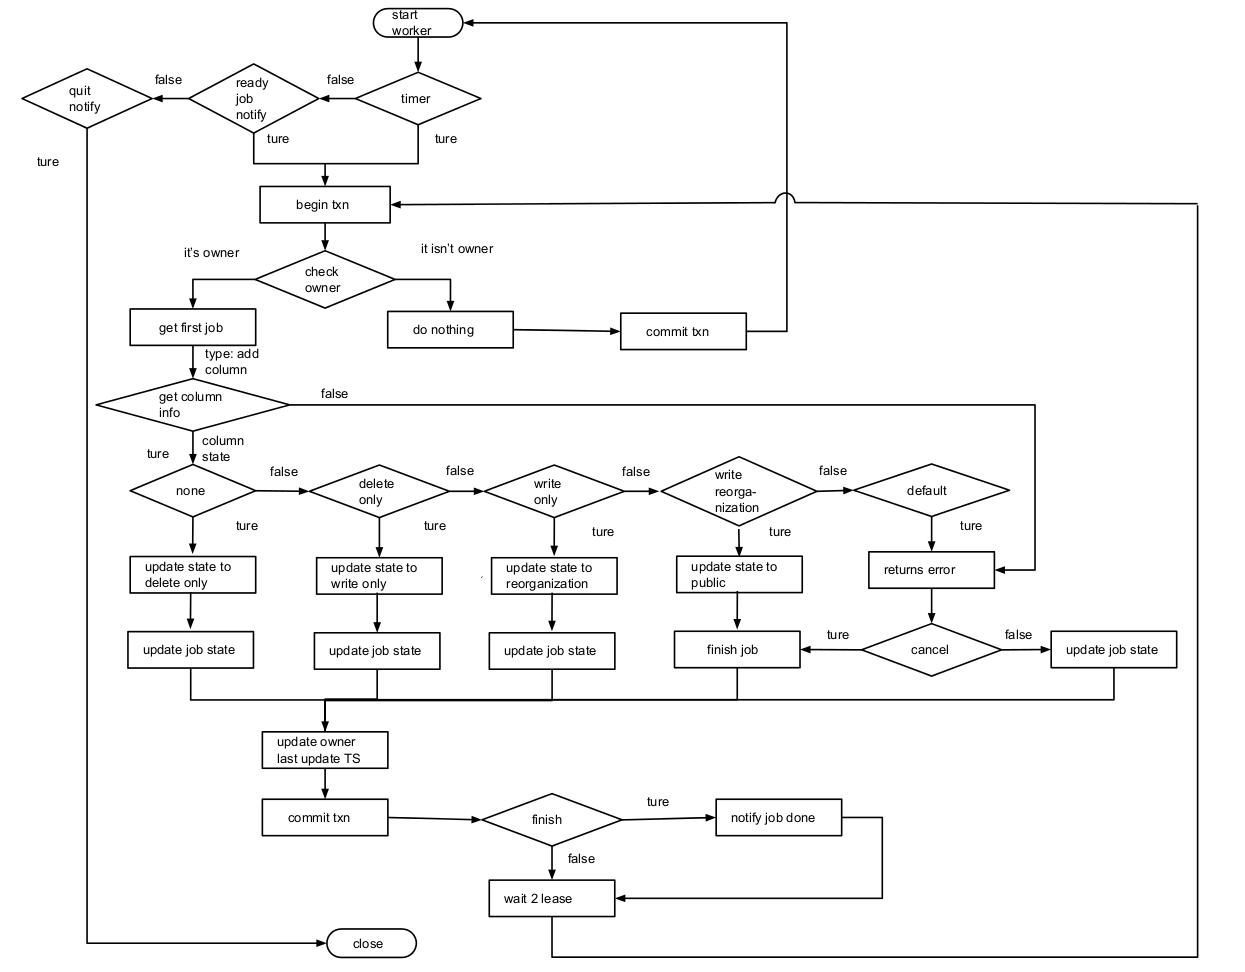 start
worker
false
false
quit
notify
ready
job
notify
timer
ture
ture
ture
begin txn
it's owner
it isn't owner
check
owner
get first job
do nothing
commit txn
type: add
column
get column
info
false
ture
column
state
none
false
delete
only
false
write
only
false
write
reorga-
nization
false
default
ture
ture
ture
ture
ture
update state to
delete only
update state to
write only
update state to
reorganization
update state to
public
returns error
update job state
update job state
update job state
finish job
ture
cancel
false
update job state
update owner
last update TS
commit txn
finish
ture
notify job done
false
wait 2 lease
close